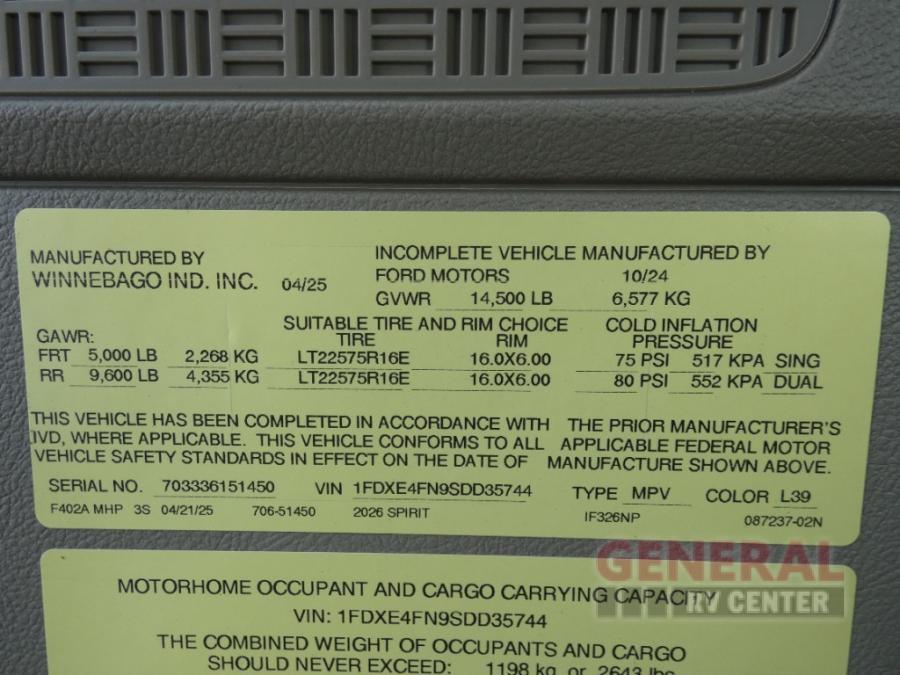 MANUFACTURED BY
WINNEBAGO IND. INC. 04/25
INCOMPLETE VEHICLE MANUFACTURED BY
FORD MOTORS 10/24
GVWR 14,500 LB 6,577 KG
GAWR: SUITABLE TIRE AND RIM CHOICE COLD INFLATION
TIRE RIM PRESSURE
FRT 5,000 LB 2,268 KG LT22575R16E 16.0X6.00 75 PSI 517 KPA SING
RR 9,600 LB 4,355 KG LT22575R16E 16.0X6.00 80 PSI 552 KPA DUAL
THIS VEHICLE HAS BEEN COMPLETED IN ACCORDANCE WITH THE PRIOR MANUFACTURER'S
IVD, WHERE APPLICABLE. THIS VEHICLE CONFORMS TO ALL APPLICABLE FEDERAL MOTOR
VEHICLE SAFETY STANDARDS IN EFFECT ON THE DATE OF MANUFACTURE SHOWN ABOVE.
SERIAL NO. 703336151450 VIN 1FDXE4FN9SDD35744 TYPE MPV COLOR L39
F402A MHP 3S 04/21/25 706-51450 2026 SPIRIT IF326NP 087237-02N
MOTORHOME OCCUPANT AND CARGO CARRYING CAPACITY
VIN: 1FDXE4FN9SDD35744
THE COMBINED WEIGHT OF OCCUPANTS AND CARGO
SHOULD NEVER EXCEED: 1198 kg or 2643 lbs
GENERAL
RV CENTER